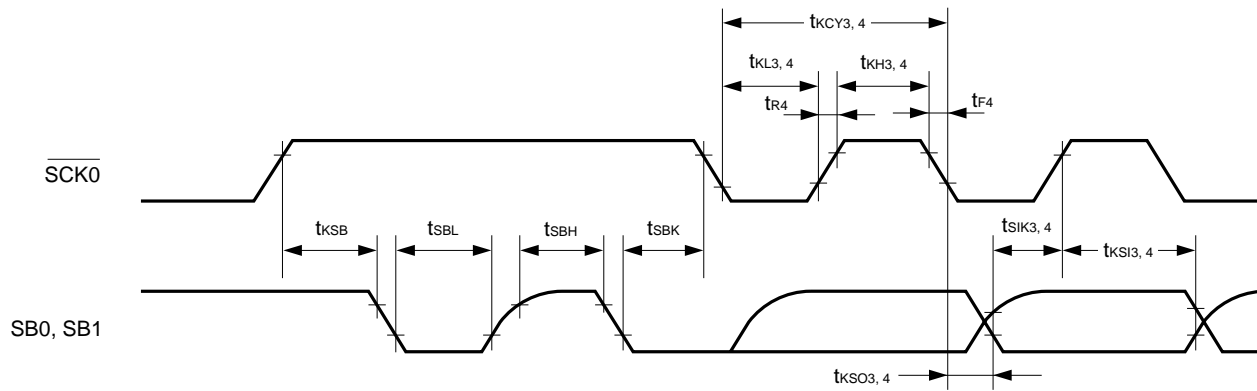 tKCY3, 4
tKL3, 4
tKH3, 4
tR4
tF4
SCK0
tKSB
tSBL
tSBH
tSBK
tSIK3, 4
tKSI3, 4
SB0, SB1
tKSO3, 4